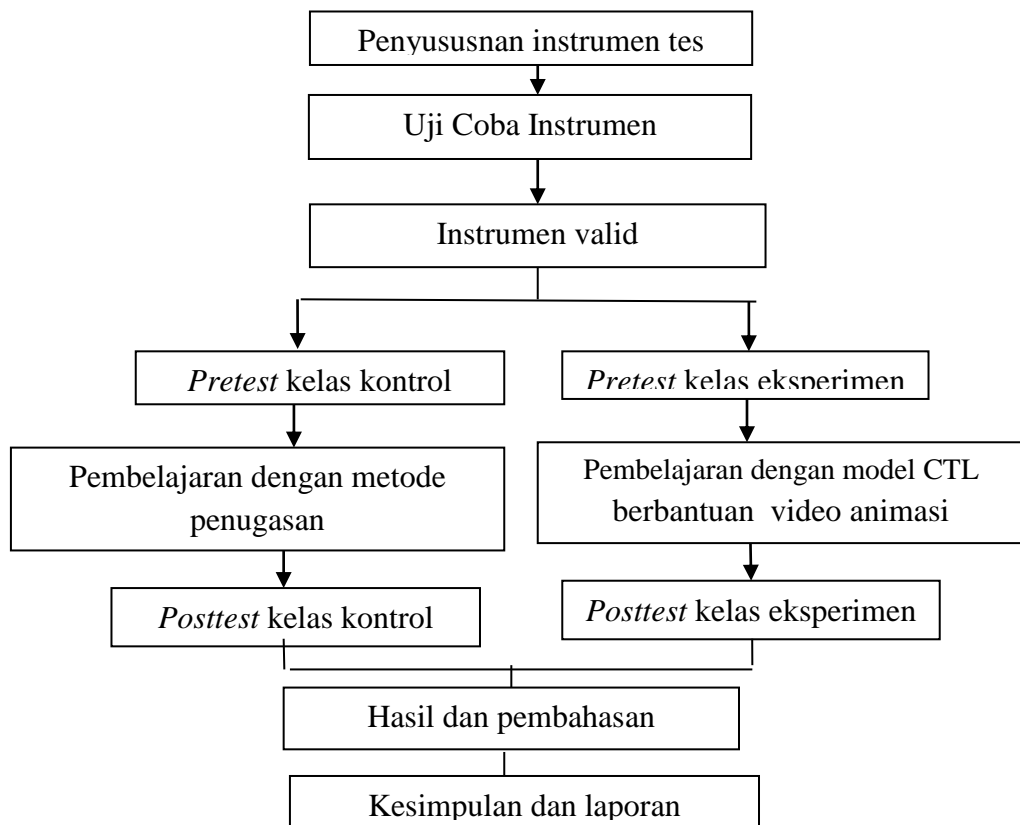 Penyususnan instrumen tes
Uji Coba Instrumen
Instrumen valid
Pretest kelas kontrol
Pretest kelas eksperimen
Pembelajaran dengan metode
penugasan
Pembelajaran dengan model CTL
berbantuan video animasi
Posttest kelas kontrol
Posttest kelas eksperimen
Hasil dan pembahasan
Kesimpulan dan laporan